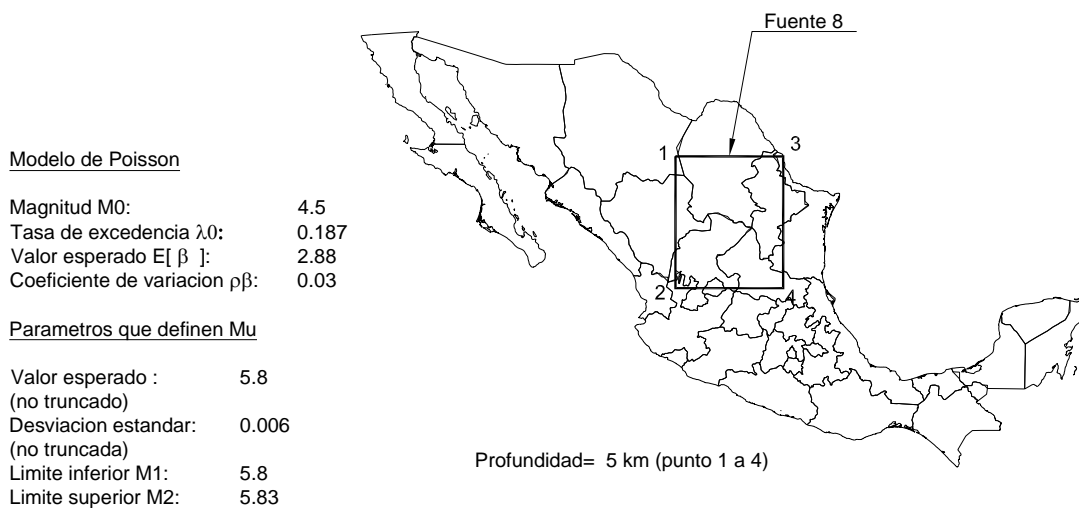 Fuente 8
1
3
2
4
Modelo de Poisson
Magnitud M0: 4.5
Tasa de excedencia λ0: 0.187
Valor esperado E[ β ]: 2.88
Coeficiente de variacion ρβ: 0.03
Parametros que definen Mu
Valor esperado : 5.8
(no truncado)
Desviacion estandar: 0.006
(no truncada)
Limite inferior M1: 5.8
Limite superior M2: 5.83
Profundidad= 5 km (punto 1 a 4)